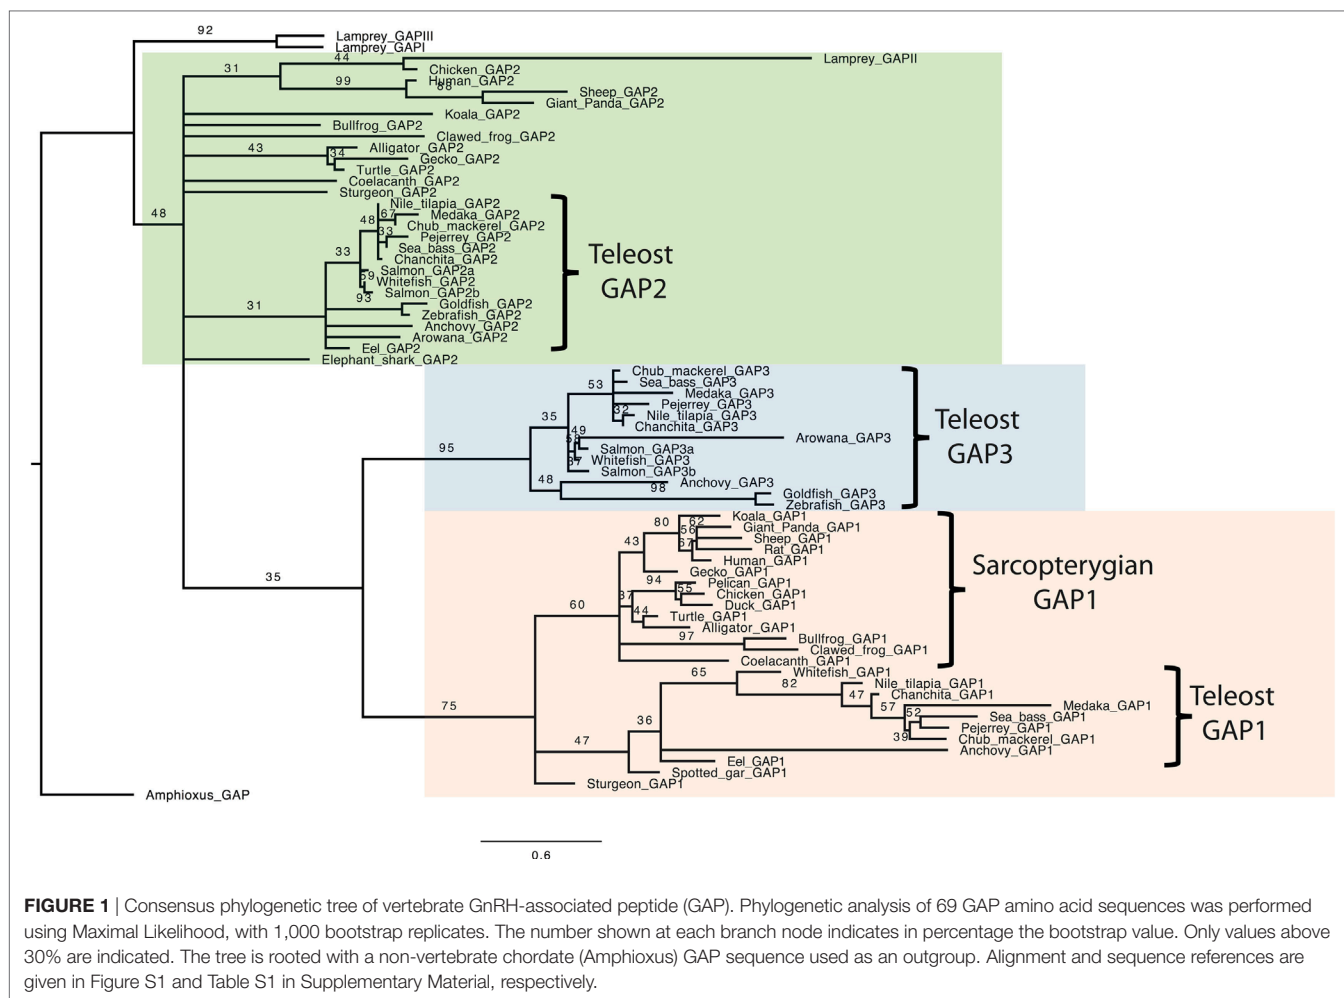 92
Lamprey_GAPIII
Lamprey_GAPI
44
Lamprey_GAPII
31
Chicken_GAP2
99
Human_GAP2
88
Sheep_GAP2
Giant_Panda_GAP2
Koala_GAP2
Bullfrog_GAP2
Clawed_frog_GAP2
43
Alligator_GAP2
34
Gecko_GAP2
Turtle_GAP2
Coelacanth_GAP2
Sturgeon_GAP2
48
Nile_tilapia_GAP2
48
67
Medaka_GAP2
Chub_mackerel_GAP2
33
Pejerrey_GAP2
Sea_bass_GAP2
33
Chanchita_GAP2
Salmon_GAP2a
59
Whitefish_GAP2
Salmon_GAP2b
93
Goldfish_GAP2
31
Zebrafish_GAP2
Anchovy_GAP2
Arowana_GAP2
Eel_GAP2
Elephant_shark_GAP2
Teleost
GAP2
Chub_mackerel_GAP3
53
Sea_bass_GAP3
Medaka_GAP3
Pejerrey_GAP3
32
Nile_tilapia_GAP3
35
Chanchita_GAP3
49
Arowana_GAP3
Salmon_GAP3a
95
Whitefish_GAP3
37
Salmon_GAP3b
48
Anchovy_GAP3
98
Goldfish_GAP3
Zebrafish_GAP3
Teleost
GAP3
Koala_GAP1
80
62
Giant_Panda_GAP1
56
Sheep_GAP1
43
67
Rat_GAP1
Human_GAP1
Gecko_GAP1
35
94
Pelican_GAP1
55
Chicken_GAP1
37
60
Duck_GAP1
44
Turtle_GAP1
Alligator_GAP1
97
Bullfrog_GAP1
Clawed_frog_GAP1
Coelacanth_GAP1
Sarcopterygian
GAP1
65
Whitefish_GAP1
82
Nile_tilapia_GAP1
47
Chanchita_GAP1
75
57
Medaka_GAP1
52
Sea_bass_GAP1
36
Pejerrey_GAP1
39
Chub_mackerel_GAP1
47
Anchovy_GAP1
Eel_GAP1
Spotted_gar_GAP1
Sturgeon_GAP1
Teleost
GAP1
Amphioxus_GAP
0.6
FIGURE 1 | Consensus phylogenetic tree of vertebrate GnRH-associated peptide (GAP). Phylogenetic analysis of 69 GAP amino acid sequences was performed
using Maximal Likelihood, with 1,000 bootstrap replicates. The number shown at each branch node indicates in percentage the bootstrap value. Only values above
30% are indicated. The tree is rooted with a non-vertebrate chordate (Amphioxus) GAP sequence used as an outgroup. Alignment and sequence references are
given in Figure S1 and Table S1 in Supplementary Material, respectively.